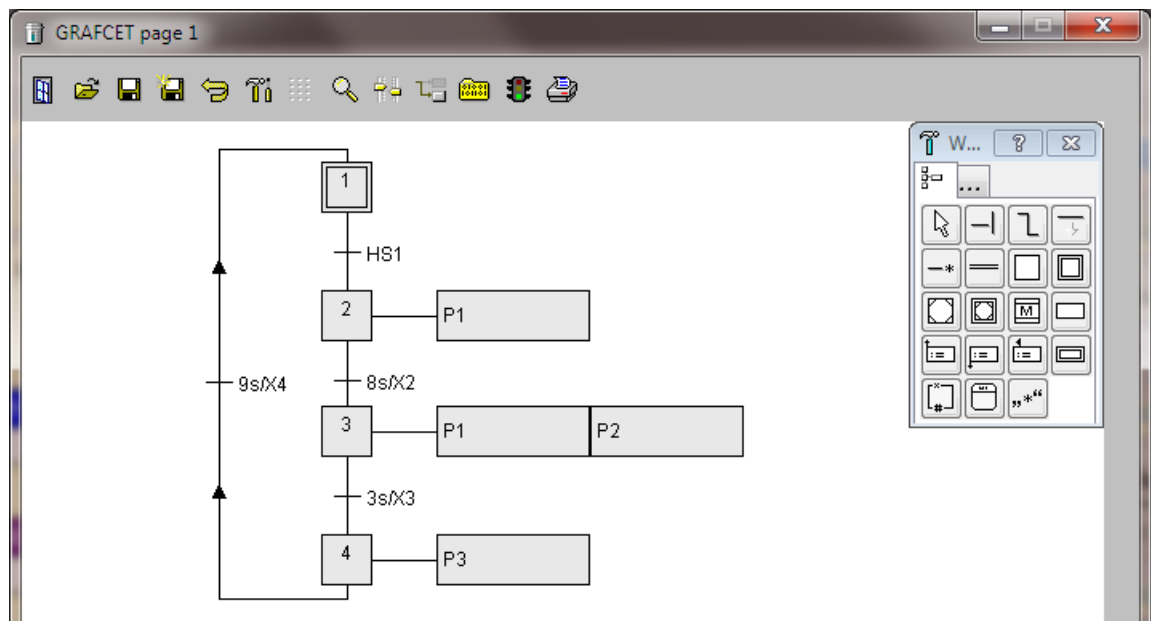 GRAFCET page 1
W...
?
...
M
1
HS1
2
P1
9s/X4
8s/X2
3
P1
P2
3s/X3
4
P3